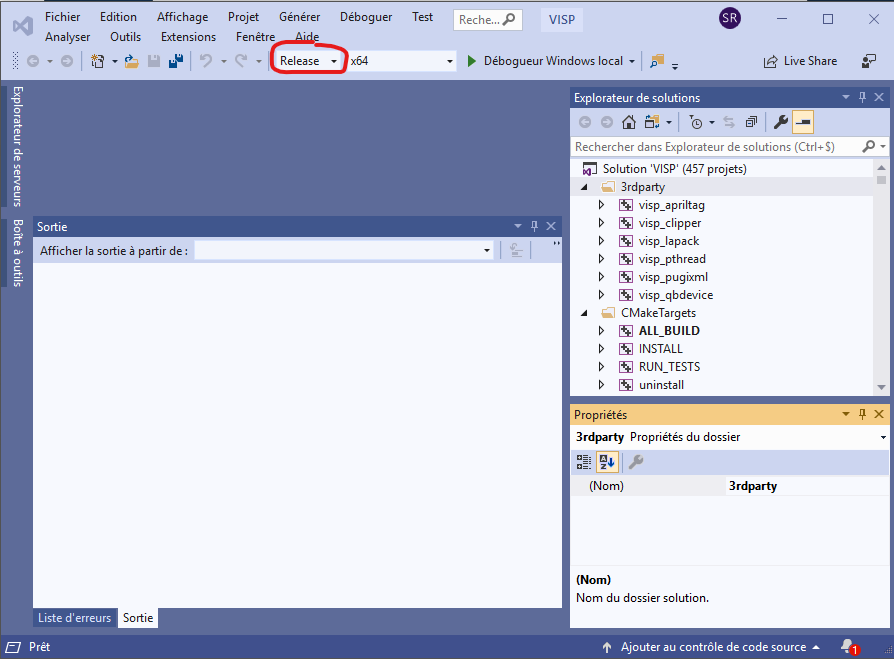 Fichier Edition Affichage Projet Générer Déboguer Test Reche... VISP SR
Analyser Outils Extensions Fenêtre Aide
Release x64 Débogueur Windows local Live Share
Explorateur de serveurs
Boîte à outils
Sortie
Afficher la sortie à partir de :
Liste d'erreurs Sortie
Explorateur de solutions
Rechercher dans Explorateur de solutions (Ctrl+$)
Solution 'VISP' (457 projets)
3rdparty
visp_apriltag
visp_clipper
visp_lapack
visp_pthread
visp_pugixml
visp_qbdevice
CMakeTargets
ALL_BUILD
INSTALL
RUN_TESTS
uninstall
Propriétés
3rdparty Propriétés du dossier
(Nom) 3rdparty
(Nom)
Nom du dossier solution.
Prêt Ajouter au contrôle de code source 1